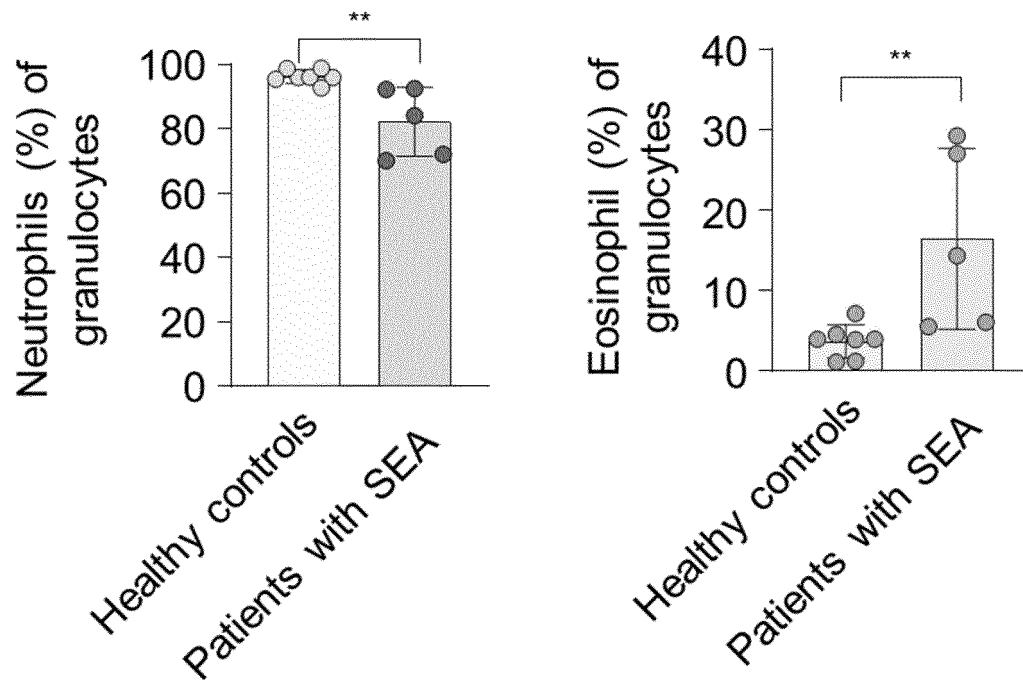 **
Neutrophils (%) of
granulocytes
100
80
60
40
20
0
Healthy controls
Patients with SEA
**
Eosinophil (%) of
granulocytes
40
30
20
10
0
Healthy controls
Patients with SEA